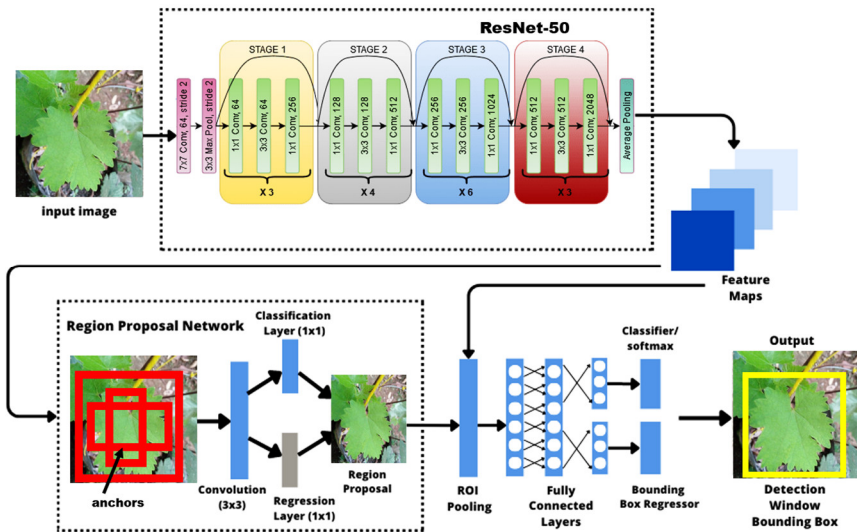 ResNet-50
STAGE 1
STAGE 2
STAGE 3
STAGE 4
7x7 Conv, 64, stride 2
3x3 Max Pool, stride 2
1x1 Conv, 64
3x3 Conv, 64
1x1 Conv, 256
1x1 Conv, 128
3x3 Conv, 128
1x1 Conv, 512
1x1 Conv, 256
3x3 Conv, 256
1x1 Conv, 1024
1x1 Conv, 512
3x3 Conv, 512
1x1 Conv, 2048
Average Pooling
X 3
X 4
X 6
X 3
input image
Feature
Maps
Region Proposal Network
Classification
Layer (1x1)
anchors
Convolution
(3x3)
Regression
Layer (1x1)
Region
Proposal
ROI
Pooling
Fully
Connected
Layers
Classifier/
softmax
Bounding
Box Regressor
Output
Detection
Window
Bounding Box